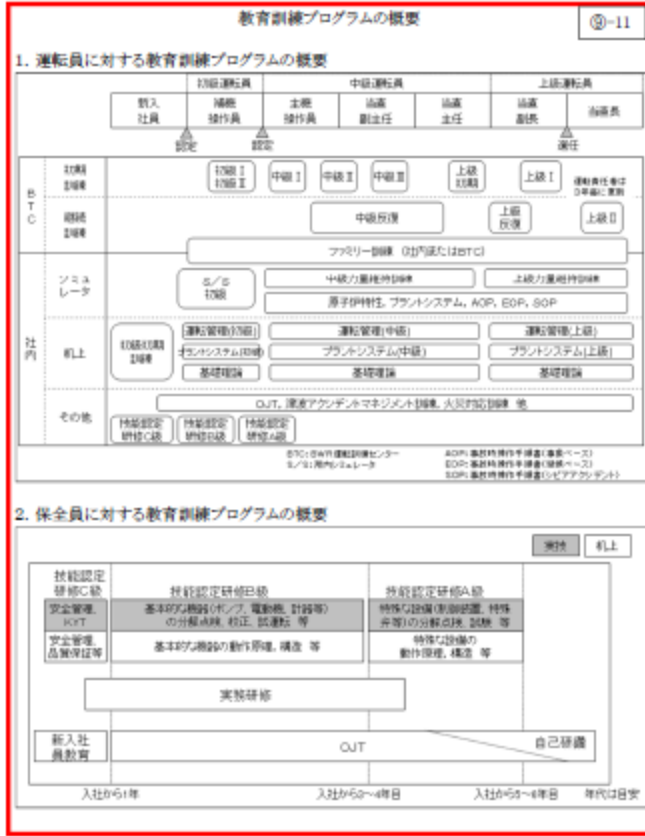 教育訓練プログラムの概要
⑨-11
1. 運転員に対する教育訓練プログラムの概要
初級運転員 中級運転員 上級運転員
新入社員 補機操作員 主機操作員 当直副主任 当直主任 当直副長 当直長
認定 認定 選任
BTC
初期訓練 初級Ⅰ 初級Ⅱ 中級Ⅰ 中級Ⅱ 中級Ⅲ 上級初期 上級Ⅰ 運転責任者は3年毎に更新
継続訓練 中級反復 上級反復 上級Ⅱ
ファミリー訓練 (社内またはBTC)
社内
シミュレータ S/S初級 中級力量維持訓練 上級力量維持訓練
原子炉特性, プラントシステム, AOP, EOP, SOP
机上 初級初期訓練 運転管理(初級) 運転管理(中級) 運転管理(上級)
プラントシステム(初級) プラントシステム(中級) プラントシステム(上級)
基礎理論 基礎理論 基礎理論
その他 OJT, アクシデントマネジメント訓練, 火災対応訓練 他
技能認定研修C級 技能認定研修B級 技能認定研修A級
BTC:BWR運転訓練センター AOP:事故時操作手順書(事象ベース)
S/S:所内シミュレータ EOP:事故時操作手順書(徴候ベース)
SOP:事故時操作手順書(シビアアクシデント)
2. 保全員に対する教育訓練プログラムの概要
実技 机上
技能認定研修C級 技能認定研修B級 技能認定研修A級
安全管理, KYT 基本的な機器(ポンプ, 電動機, 計器等)の分解点検, 校正, 試運転 等 特殊な設備(制御装置, 特殊弁等)の分解点検, 試験 等
安全管理, 品質保証等 基本的な機器の動作原理, 構造 等 特殊な設備の動作原理, 構造 等
実務研修
新入社員教育 OJT 自己研鑽
入社から1年 入社から3～4年目 入社から5～6年目 年代は目安